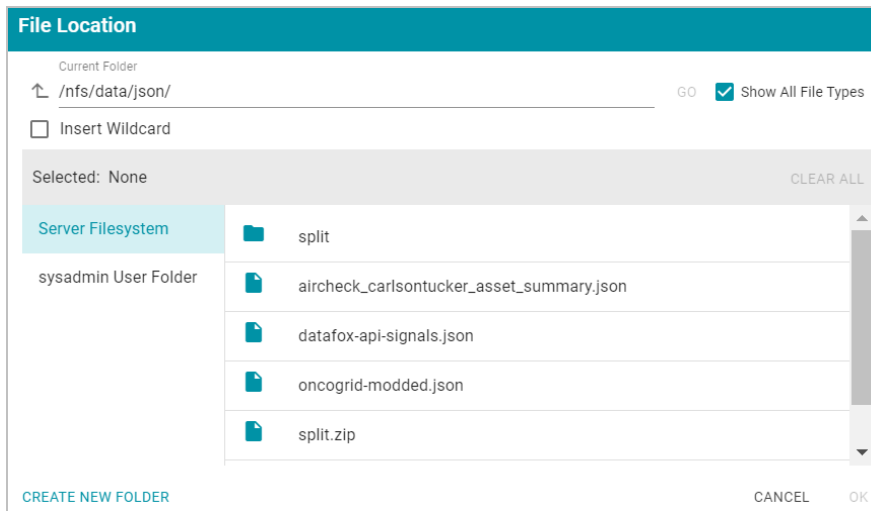 File Location
Current Folder
/nfs/data/json/
GO
Show All File Types
Insert Wildcard
Selected: None
CLEAR ALL
Server Filesystem
sysadmin User Folder
split
aircheck_carlsontucker_asset_summary.json
datafox-api-signals.json
oncogrid-modded.json
split.zip
CREATE NEW FOLDER
CANCEL
OK